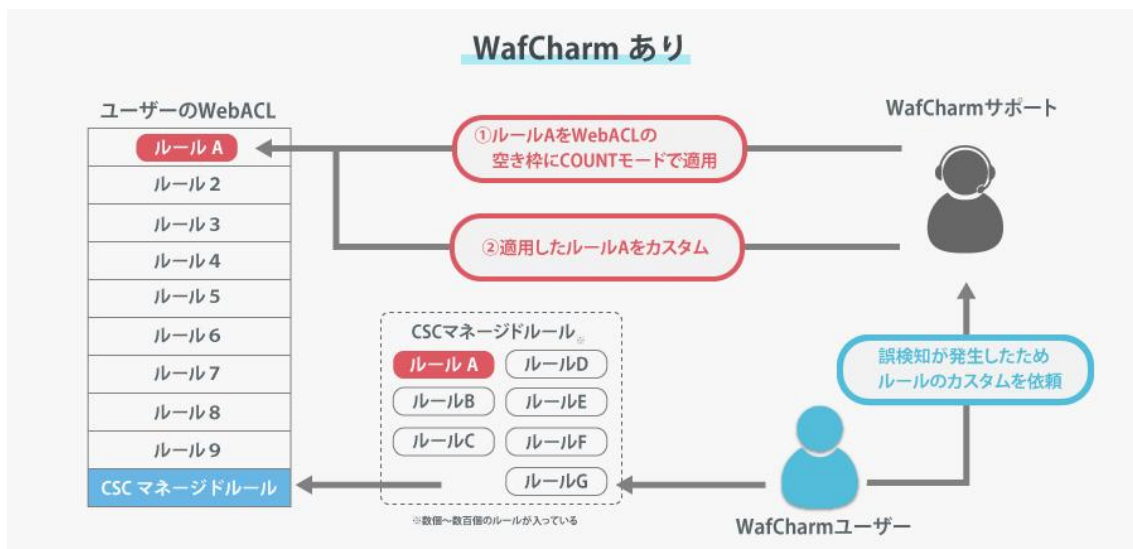 WafCharm あり
ユーザーのWebACL
ルール A
ルール 2
ルール 3
ルール 4
ルール 5
ルール 6
ルール 7
ルール 8
ルール 9
CSC マネージドルール
①ルールAをWebACLの
空き枠にCOUNTモードで適用
②適用したルールAをカスタム
WafCharmサポート
CSCマネージドルール※
ルール A
ルールD
ルールB
ルールE
ルールC
ルールF
ルールG
※数個～数百個のルールが入っている
誤検知が発生したため
ルールのカスタムを依頼
WafCharmユーザー